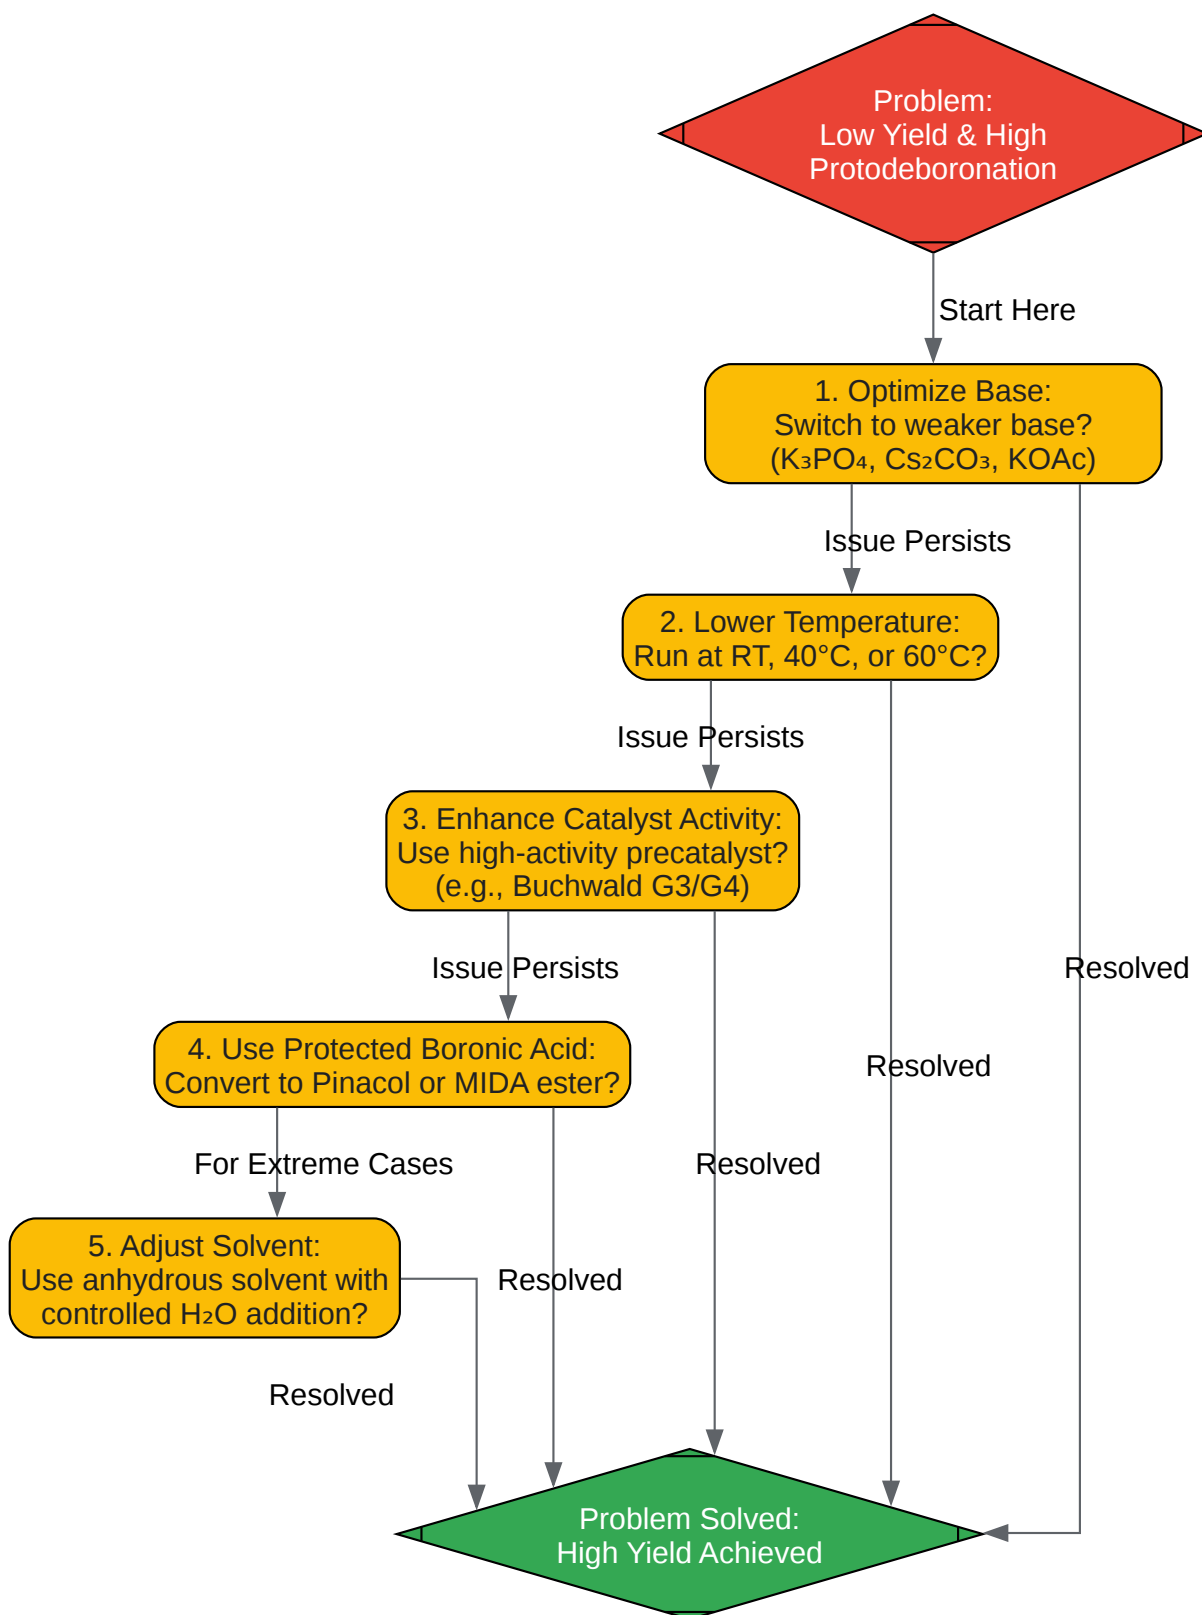 Problem:
Low Yield & High
Protodeboronation
Start Here
1. Optimize Base:
Switch to weaker base?
(K₃PO₄, Cs₂CO₃, KOAc)
Issue Persists
2. Lower Temperature:
Run at RT, 40°C, or 60°C?
Issue Persists
3. Enhance Catalyst Activity:
Use high-activity precatalyst?
(e.g., Buchwald G3/G4)
Issue Persists
Resolved
4. Use Protected Boronic Acid:
Convert to Pinacol or MIDA ester?
Resolved
For Extreme Cases
Resolved
5. Adjust Solvent:
Use anhydrous solvent with
controlled H₂O addition?
Resolved
Resolved
Problem Solved:
High Yield Achieved